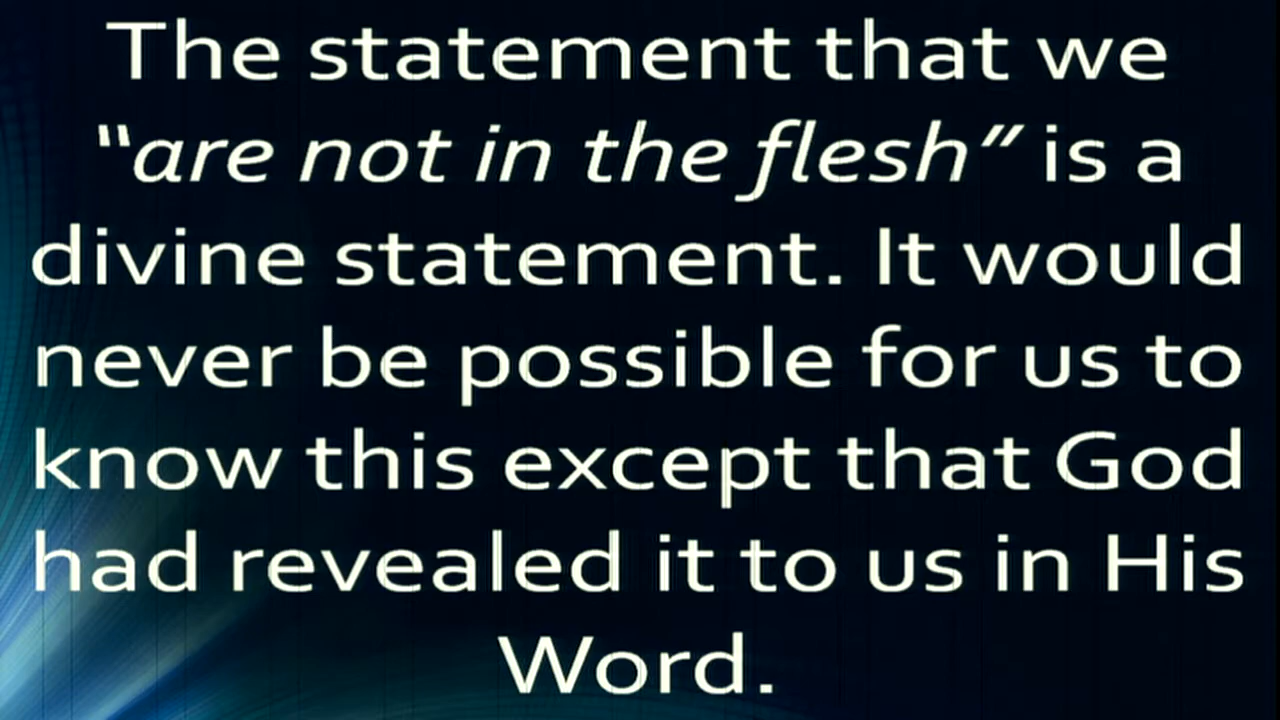 The statement that we
“are not in the flesh” is a
divine statement. It would
never be possible for us to
know this except that God
had revealed it to us in His
Word.